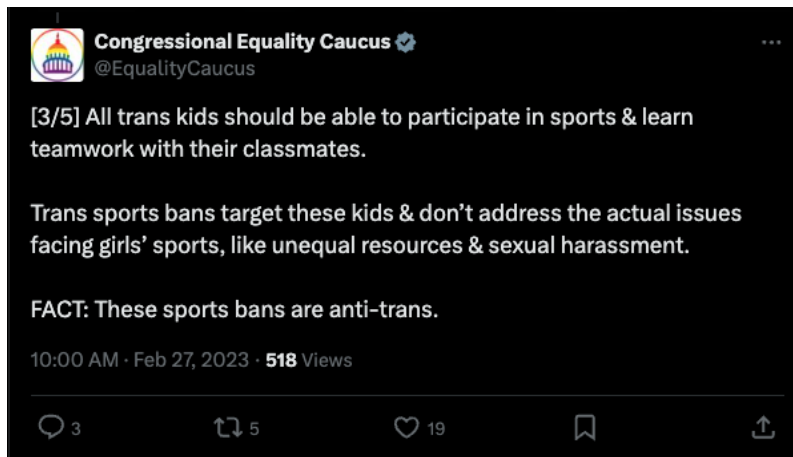 Congressional Equality Caucus
@EqualityCaucus
[3/5] All trans kids should be able to participate in sports & learn
teamwork with their classmates.
Trans sports bans target these kids & don’t address the actual issues
facing girls’ sports, like unequal resources & sexual harassment.
FACT: These sports bans are anti-trans.
10:00 AM · Feb 27, 2023 · 518 Views
3 5 19